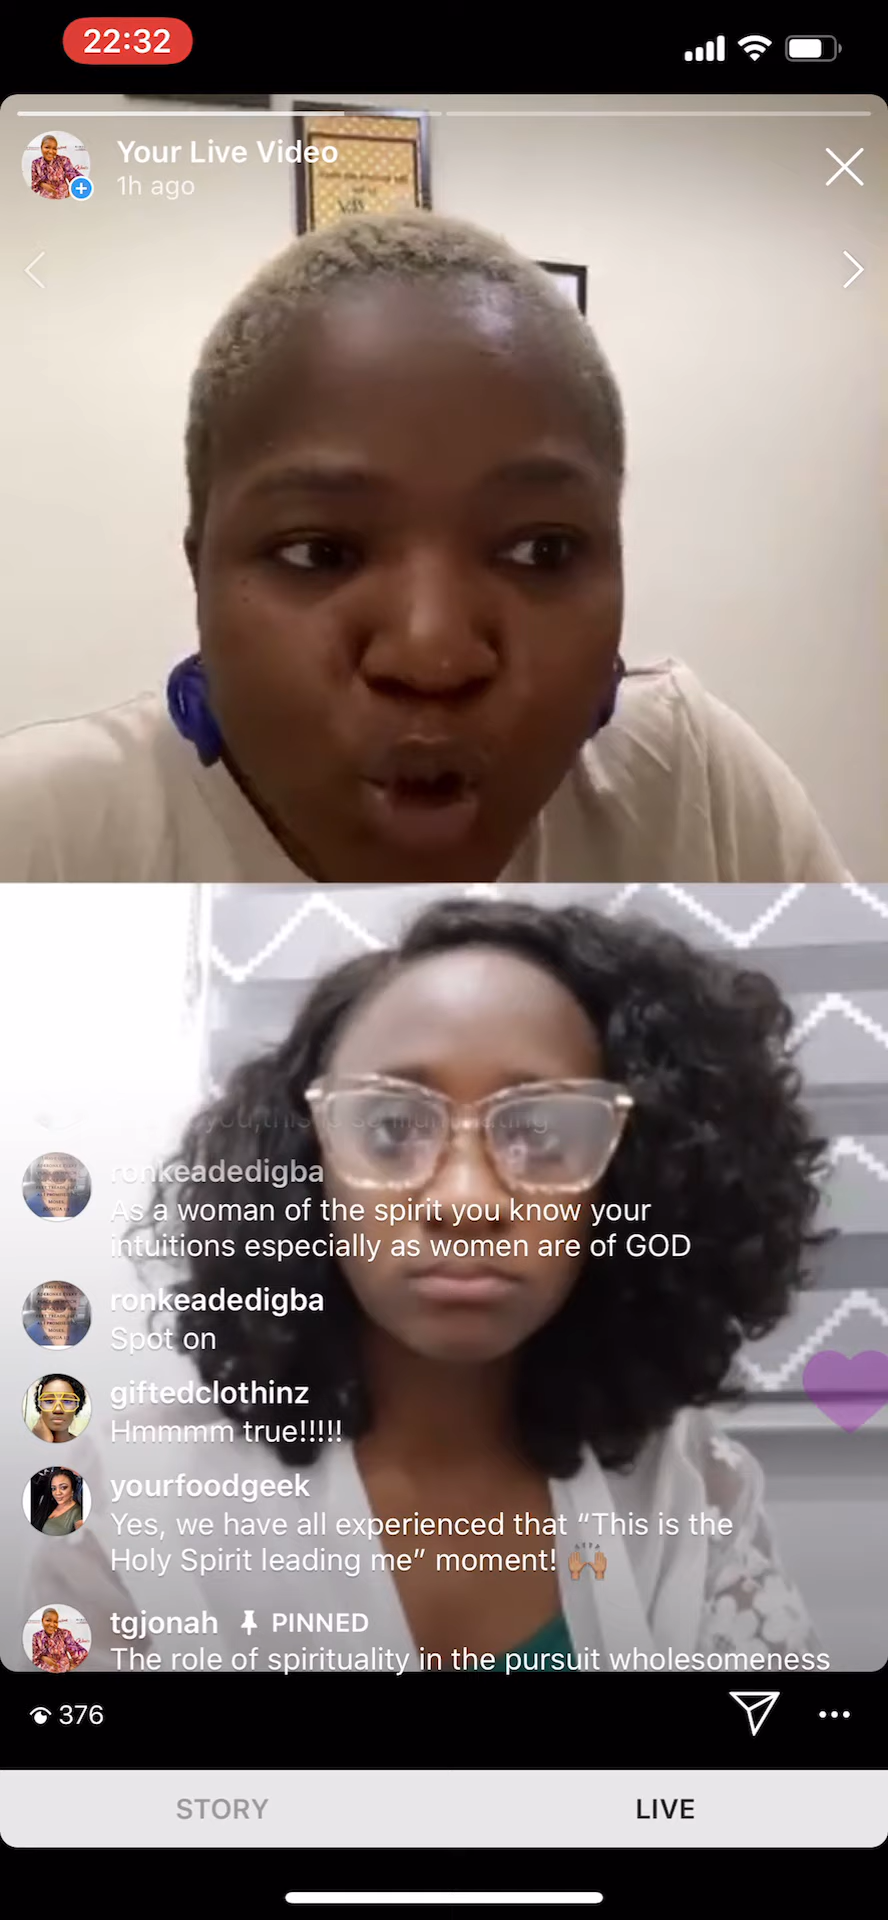 22:32
Your Live Video
1h ago
ronkeadedigba
As a woman of the spirit you know your
intuitions especially as women are of GOD
ronkeadedigba
Spot on
giftedclothinz
Hmmmm true!!!!!
yourfoodgeek
Yes, we have all experienced that “This is the
Holy Spirit leading me” moment! 🙌🏽
tgjonah PINNED
The role of spirituality in the pursuit wholesomeness
376
STORY
LIVE